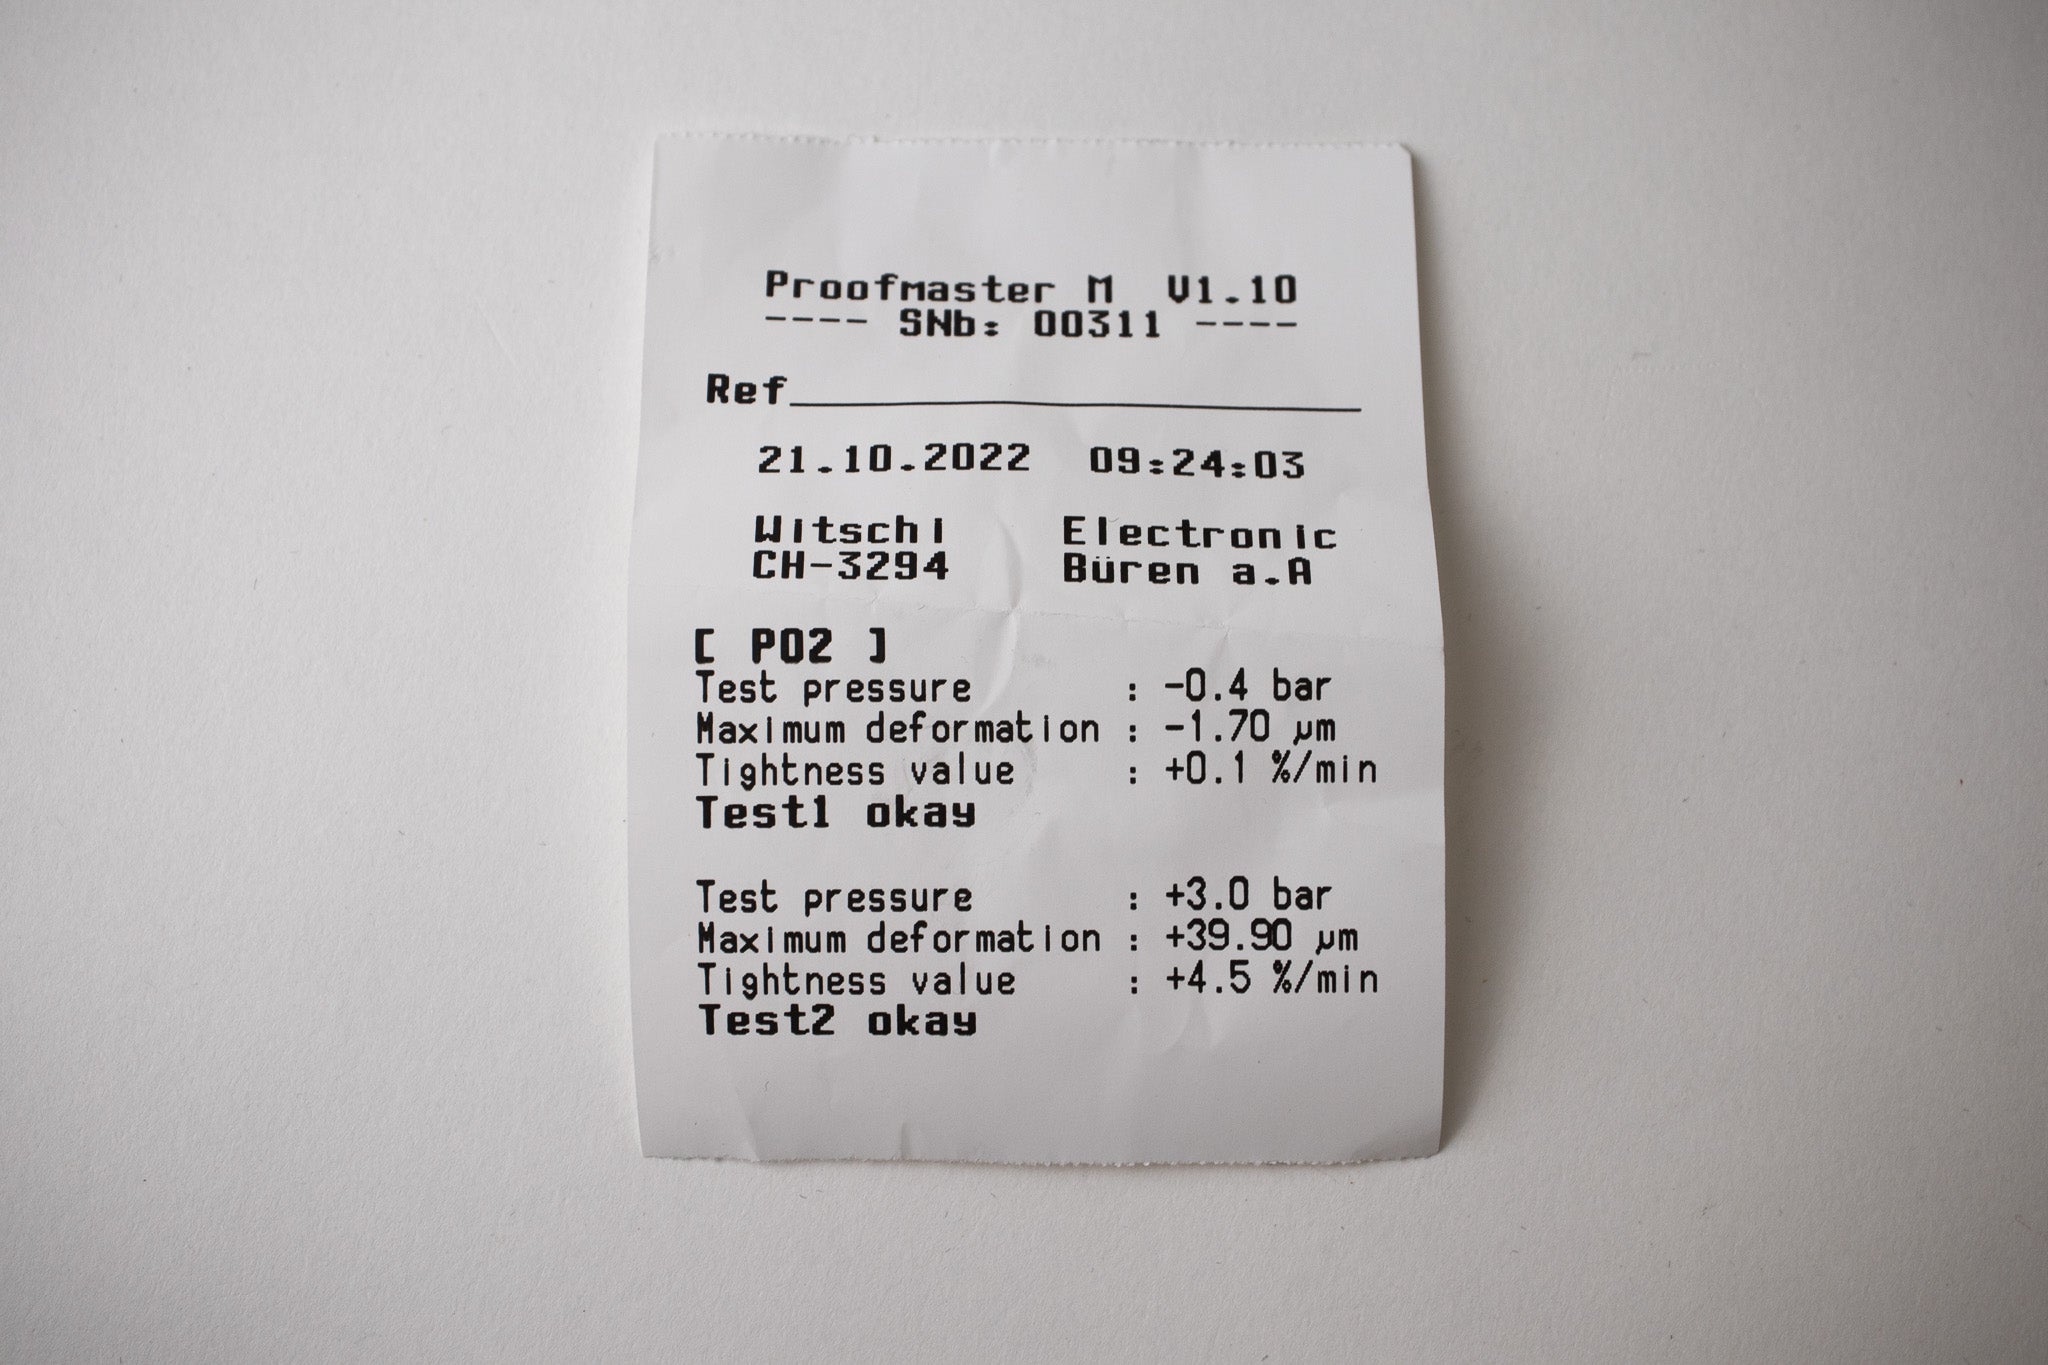 Proofmaster M V1.10
---- SNb: 00311 ----
Ref
21.10.2022 09:24:03
Witschi Electronic
CH-3294 Büren a.A
[ P02 ]
Test pressure : -0.4 bar
Maximum deformation : -1.70 µm
Tightness value : +0.1 %/min
Test1 okay
Test pressure : +3.0 bar
Maximum deformation : +39.90 µm
Tightness value : +4.5 %/min
Test2 okay